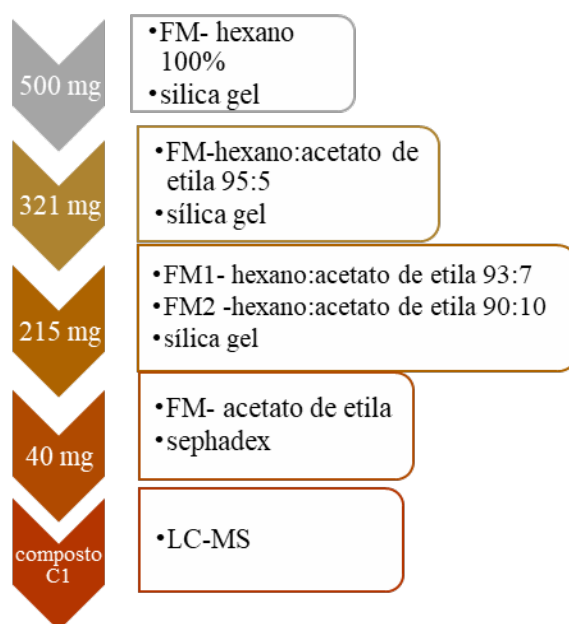 500 mg
•FM- hexano
100%
•silica gel
321 mg
•FM-hexano:acetato de
etila 95:5
•sílica gel
215 mg
•FM1- hexano:acetato de etila 93:7
•FM2 -hexano:acetato de etila 90:10
•sílica gel
40 mg
•FM- acetato de etila
•sephadex
composto
C1
•LC-MS